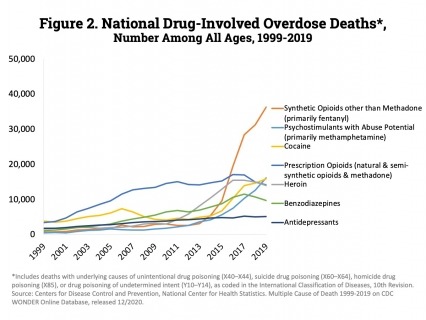 Figure 2. National Drug-Involved Overdose Deaths*,
Number Among All Ages, 1999-2019
50,000
40,000
30,000
20,000
10,000
0
1999
2001
2003
2005
2007
2009
2011
2013
2015
2017
2019
Synthetic Opioids other than Methadone
(primarily fentanyl)
Psychostimulants with Abuse Potential
(primarily methamphetamine)
Cocaine
Prescription Opioids (natural & semi-
synthetic opioids & methadone)
Heroin
Benzodiazepines
Antidepressants
*Includes deaths with underlying causes of unintentional drug poisoning (X40–X44), suicide drug poisoning (X60–X64), homicide drug
poisoning (X85), or drug poisoning of undetermined intent (Y10–Y14), as coded in the International Classification of Diseases, 10th Revision.
Source: Centers for Disease Control and Prevention, National Center for Health Statistics. Multiple Cause of Death 1999-2019 on CDC
WONDER Online Database, released 12/2020.